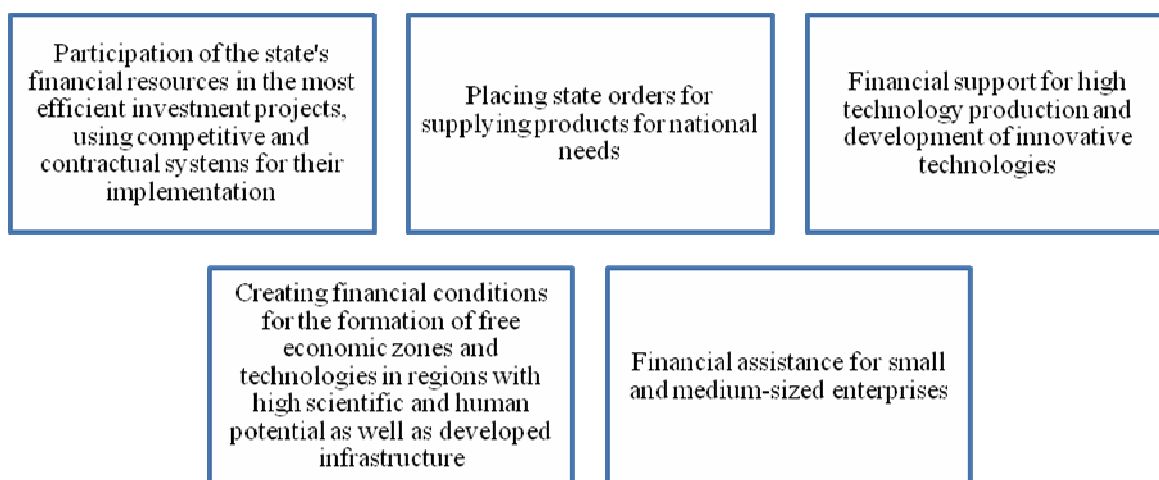 Participation of the state's
financial resources in the most
efficient investment projects,
using competitive and
contractual systems for their
implementation
Placing state orders for
supplying products for national
needs
Financial support for high
technology production and
development of innovative
technologies
Creating financial conditions
for the formation of free
economic zones and
technologies in regions with
high scientific and human
potential as well as developed
infrastructure
Financial assistance for small
and medium-sized enterprises